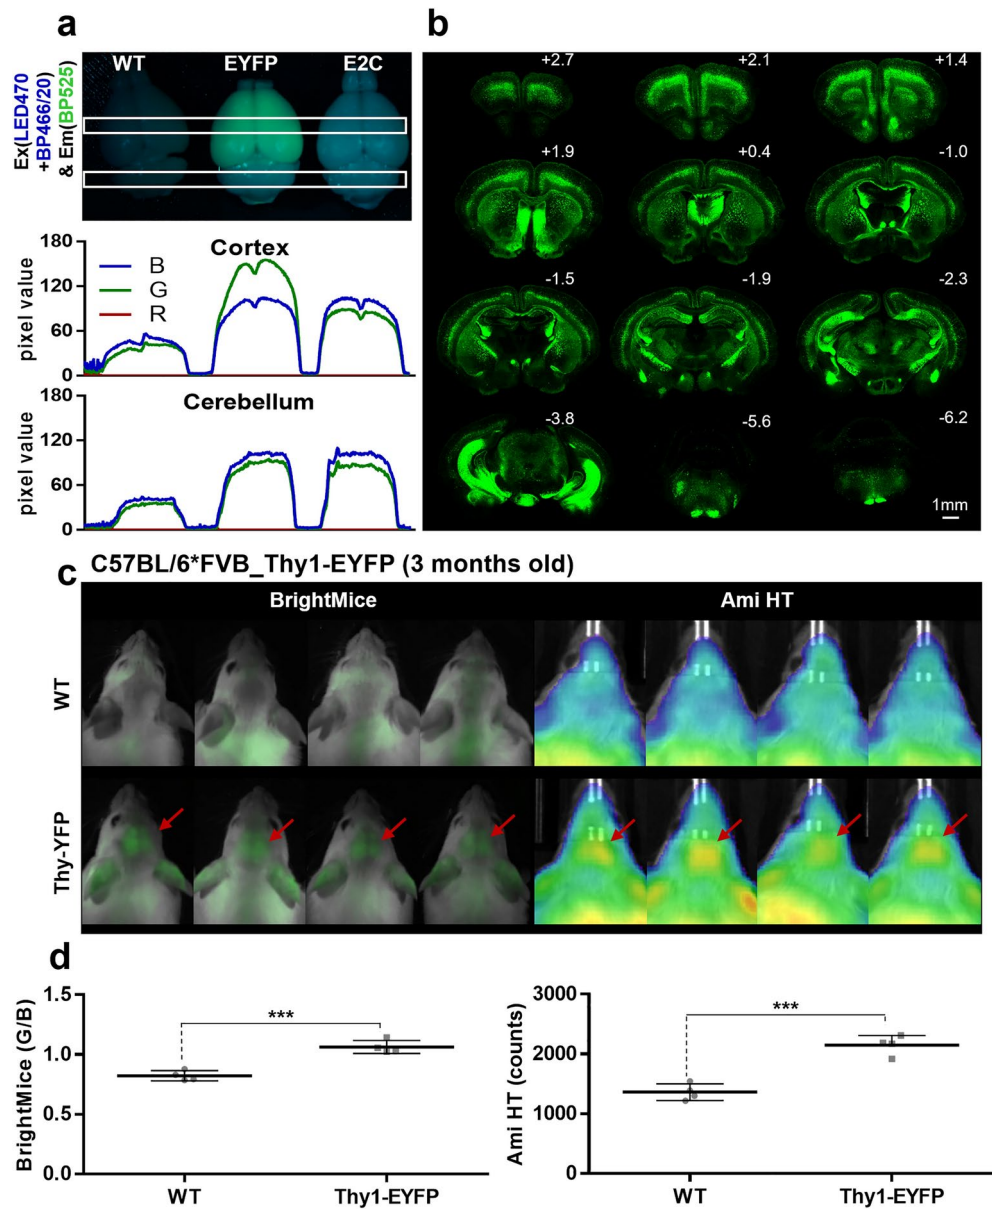 a
WT EYFP E2C
Ex(LED470
+BP466/20)
& Em(BP525)
180
Cortex
120
60
0
pixel value
B
G
R
180
Cerebellum
120
60
0
pixel value
b
+2.7 +2.1 +1.4
+1.9 +0.4 -1.0
-1.5 -1.9 -2.3
-3.8 -5.6 -6.2
1mm
c
C57BL/6*FVB_Thy1-EYFP (3 months old)
BrightMice Ami HT
WT
Thy-YFP
d
BrightMice (G/B)
1.5
1.0
0.5
0.0
***
WT Thy1-EYFP
Ami HT (counts)
3000
2000
1000
0
***
WT Thy1-EYFP